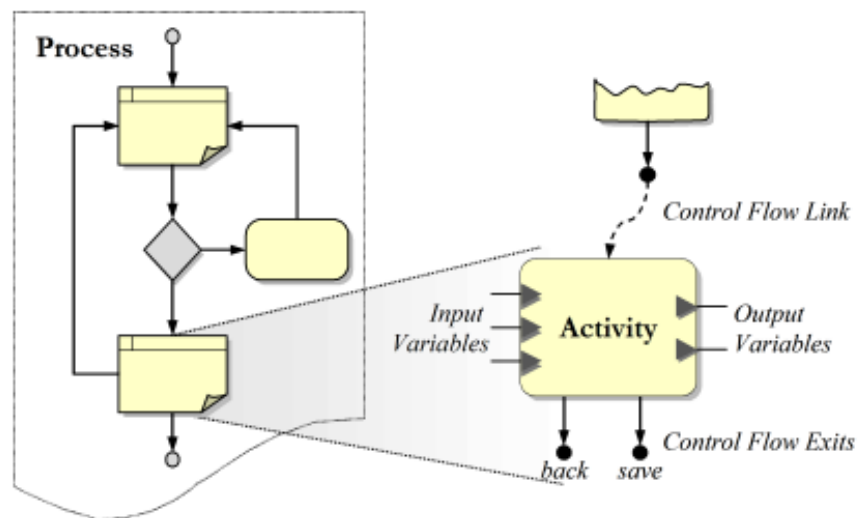 Process
Control Flow Link
Input
Variables
Activity
Output
Variables
Control Flow Exits
back
save